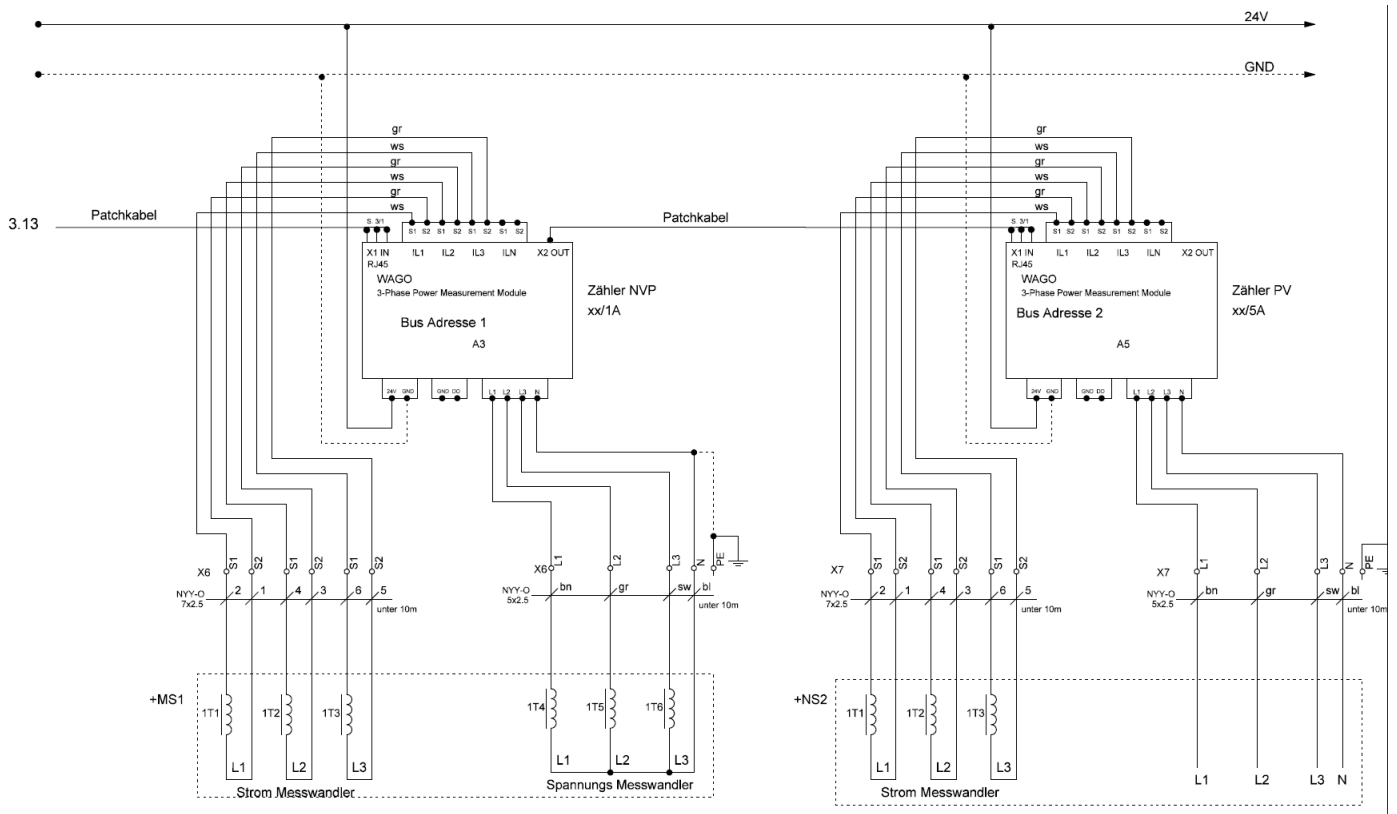 24V
GND
gr
ws
gr
ws
gr
ws
gr
ws
gr
ws
gr
ws
3.13
Patchkabel
Patchkabel
S. 3/1
S1 S2 S1 S2 S1 S2 S1 S2
S. 3/1
S1 S2 S1 S2 S1 S2 S1 S2
X1 IN IL1 IL2 IL3 ILN X2 OUT
RJ45
WAGO
3-Phase Power Measurement Module
Bus Adresse 1
A3
Zähler NVP
xx/1A
X1 IN IL1 IL2 IL3 ILN X2 OUT
RJ45
WAGO
3-Phase Power Measurement Module
Bus Adresse 2
A5
Zähler PV
xx/5A
24V GND GND DO L1 L2 L3 N
24V GND GND DO L1 L2 L3 N
X6 S1 S2 S1 S2 S1 S2
NYY-O 2 1 4 3 6 5
7x2.5 unter 10m
X6 L1 L2 L3 N PE
NYY-O bn gr sw bl
5x2.5 unter 10m
X7 S1 S2 S1 S2 S1 S2
NYY-O 2 1 4 3 6 5
7x2.5 unter 10m
X7 L1 L2 L3 N PE
NYY-O bn gr sw bl
5x2.5 unter 10m
+MS1
1T1 1T2 1T3 1T4 1T5 1T6
L1 L2 L3 L1 L2 L3
Strom Messwandler
Spannungs Messwandler
+NS2
1T1 1T2 1T3
L1 L2 L3
Strom Messwandler
L1 L2 L3 N